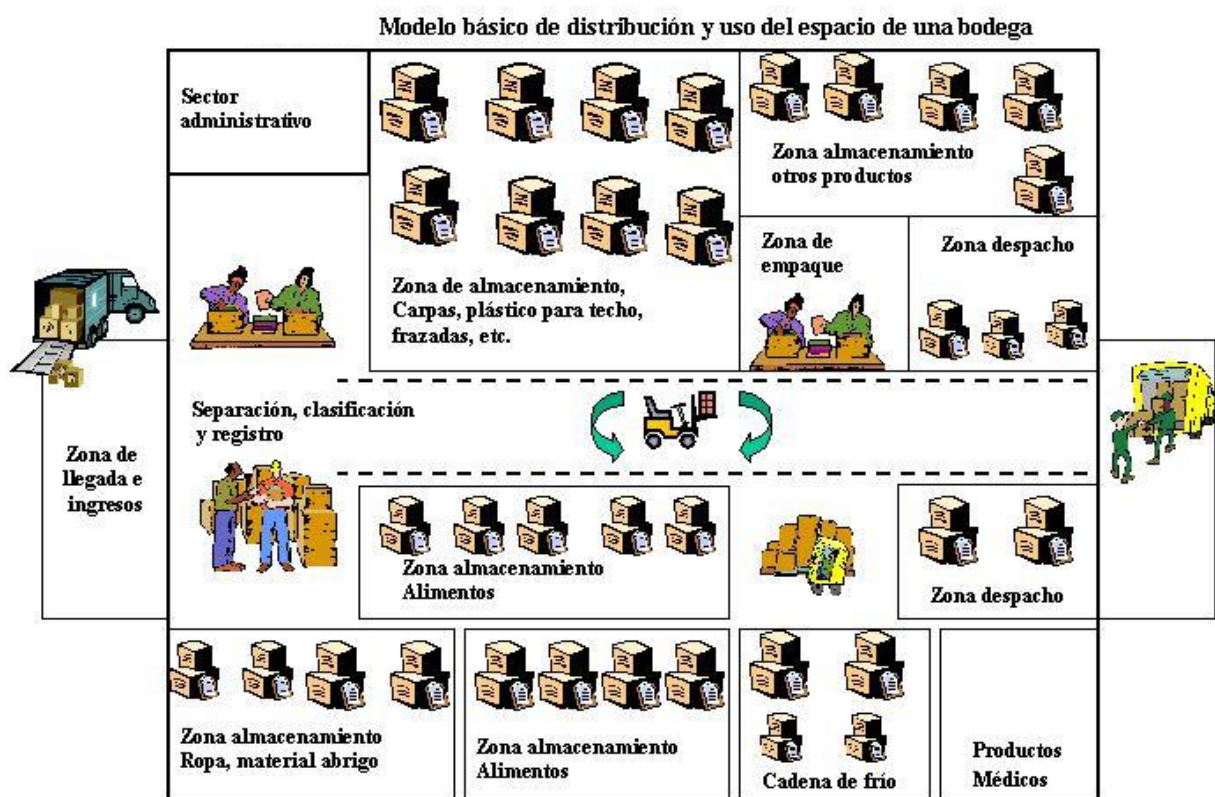 Modelo básico de distribución y uso del espacio de una bodega
Sector
administrativo
Zona de almacenamiento,
Carpas, plástico para techo,
frazadas, etc.
Zona almacenamiento
otros productos
Zona de
empaque
Zona despacho
Separación, clasificación
y registro
Zona de
llegada e
ingresos
Zona almacenamiento
Alimentos
Zona despacho
Zona almacenamiento
Ropa, material abrigo
Zona almacenamiento
Alimentos
Cadena de frío
Productos
Médicos